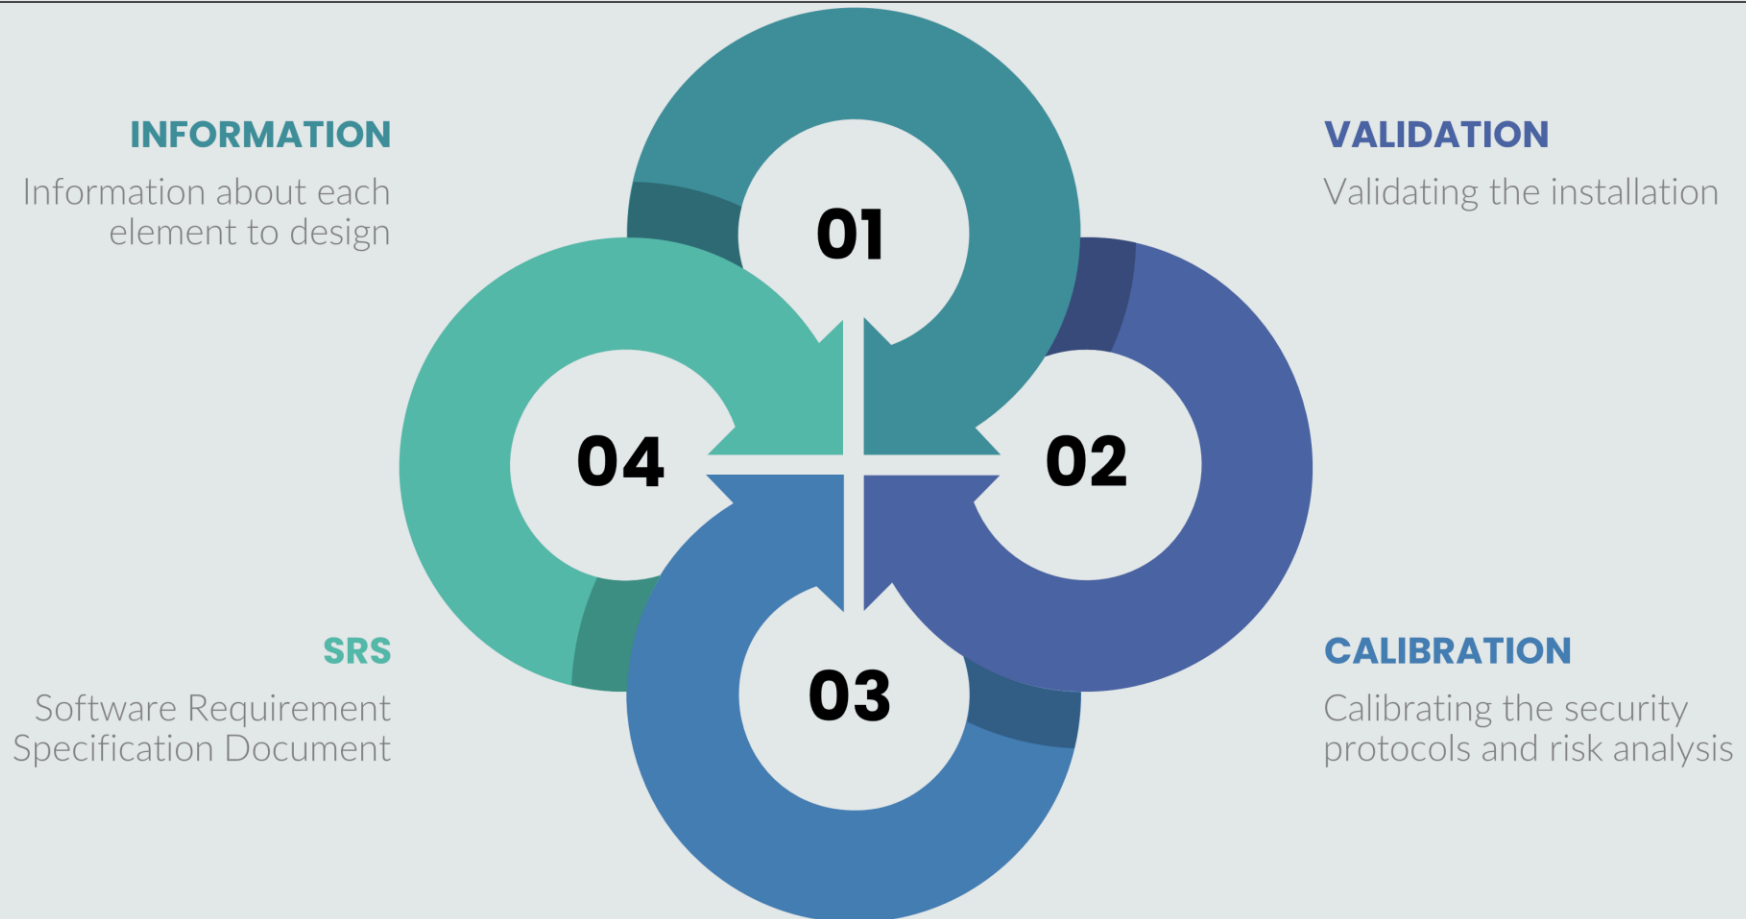 INFORMATION
Information about each
element to design
VALIDATION
Validating the installation
01
02
03
04
SRS
Software Requirement
Specification Document
CALIBRATION
Calibrating the security
protocols and risk analysis